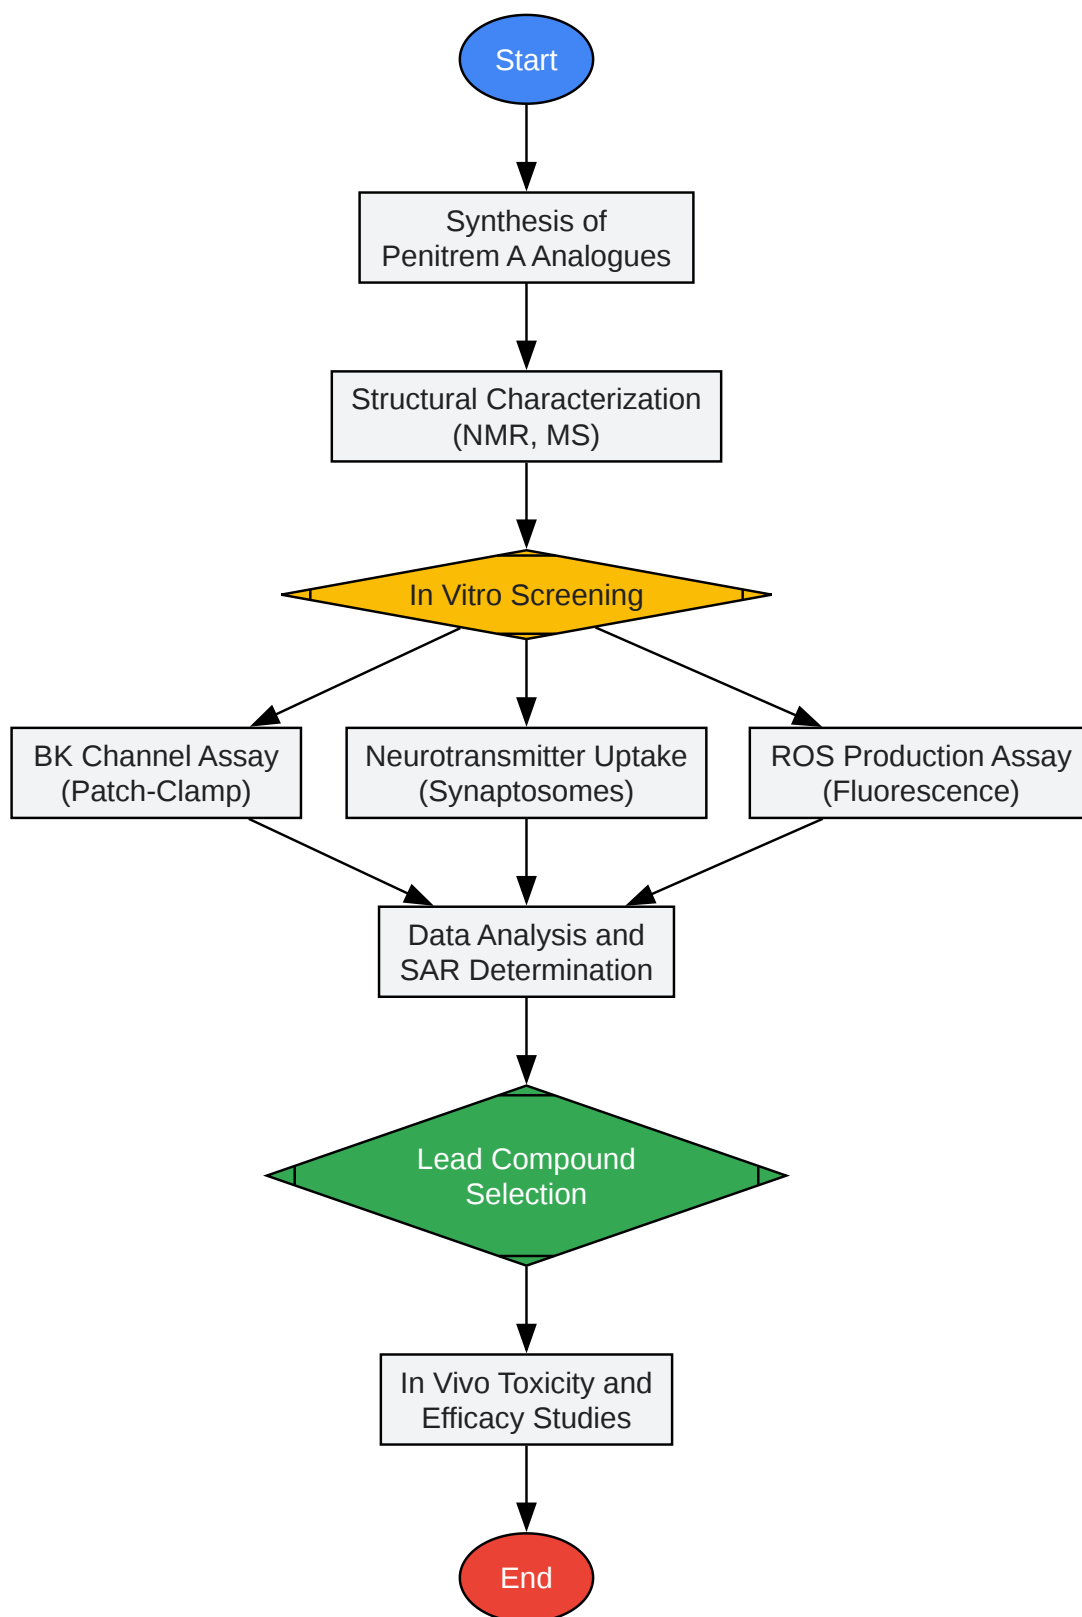 Start
Synthesis of
Penitrem A Analogues
Structural Characterization
(NMR, MS)
In Vitro Screening
BK Channel Assay
(Patch-Clamp)
Neurotransmitter Uptake
(Synaptosomes)
ROS Production Assay
(Fluorescence)
Data Analysis and
SAR Determination
Lead Compound
Selection
In Vivo Toxicity and
Efficacy Studies
End